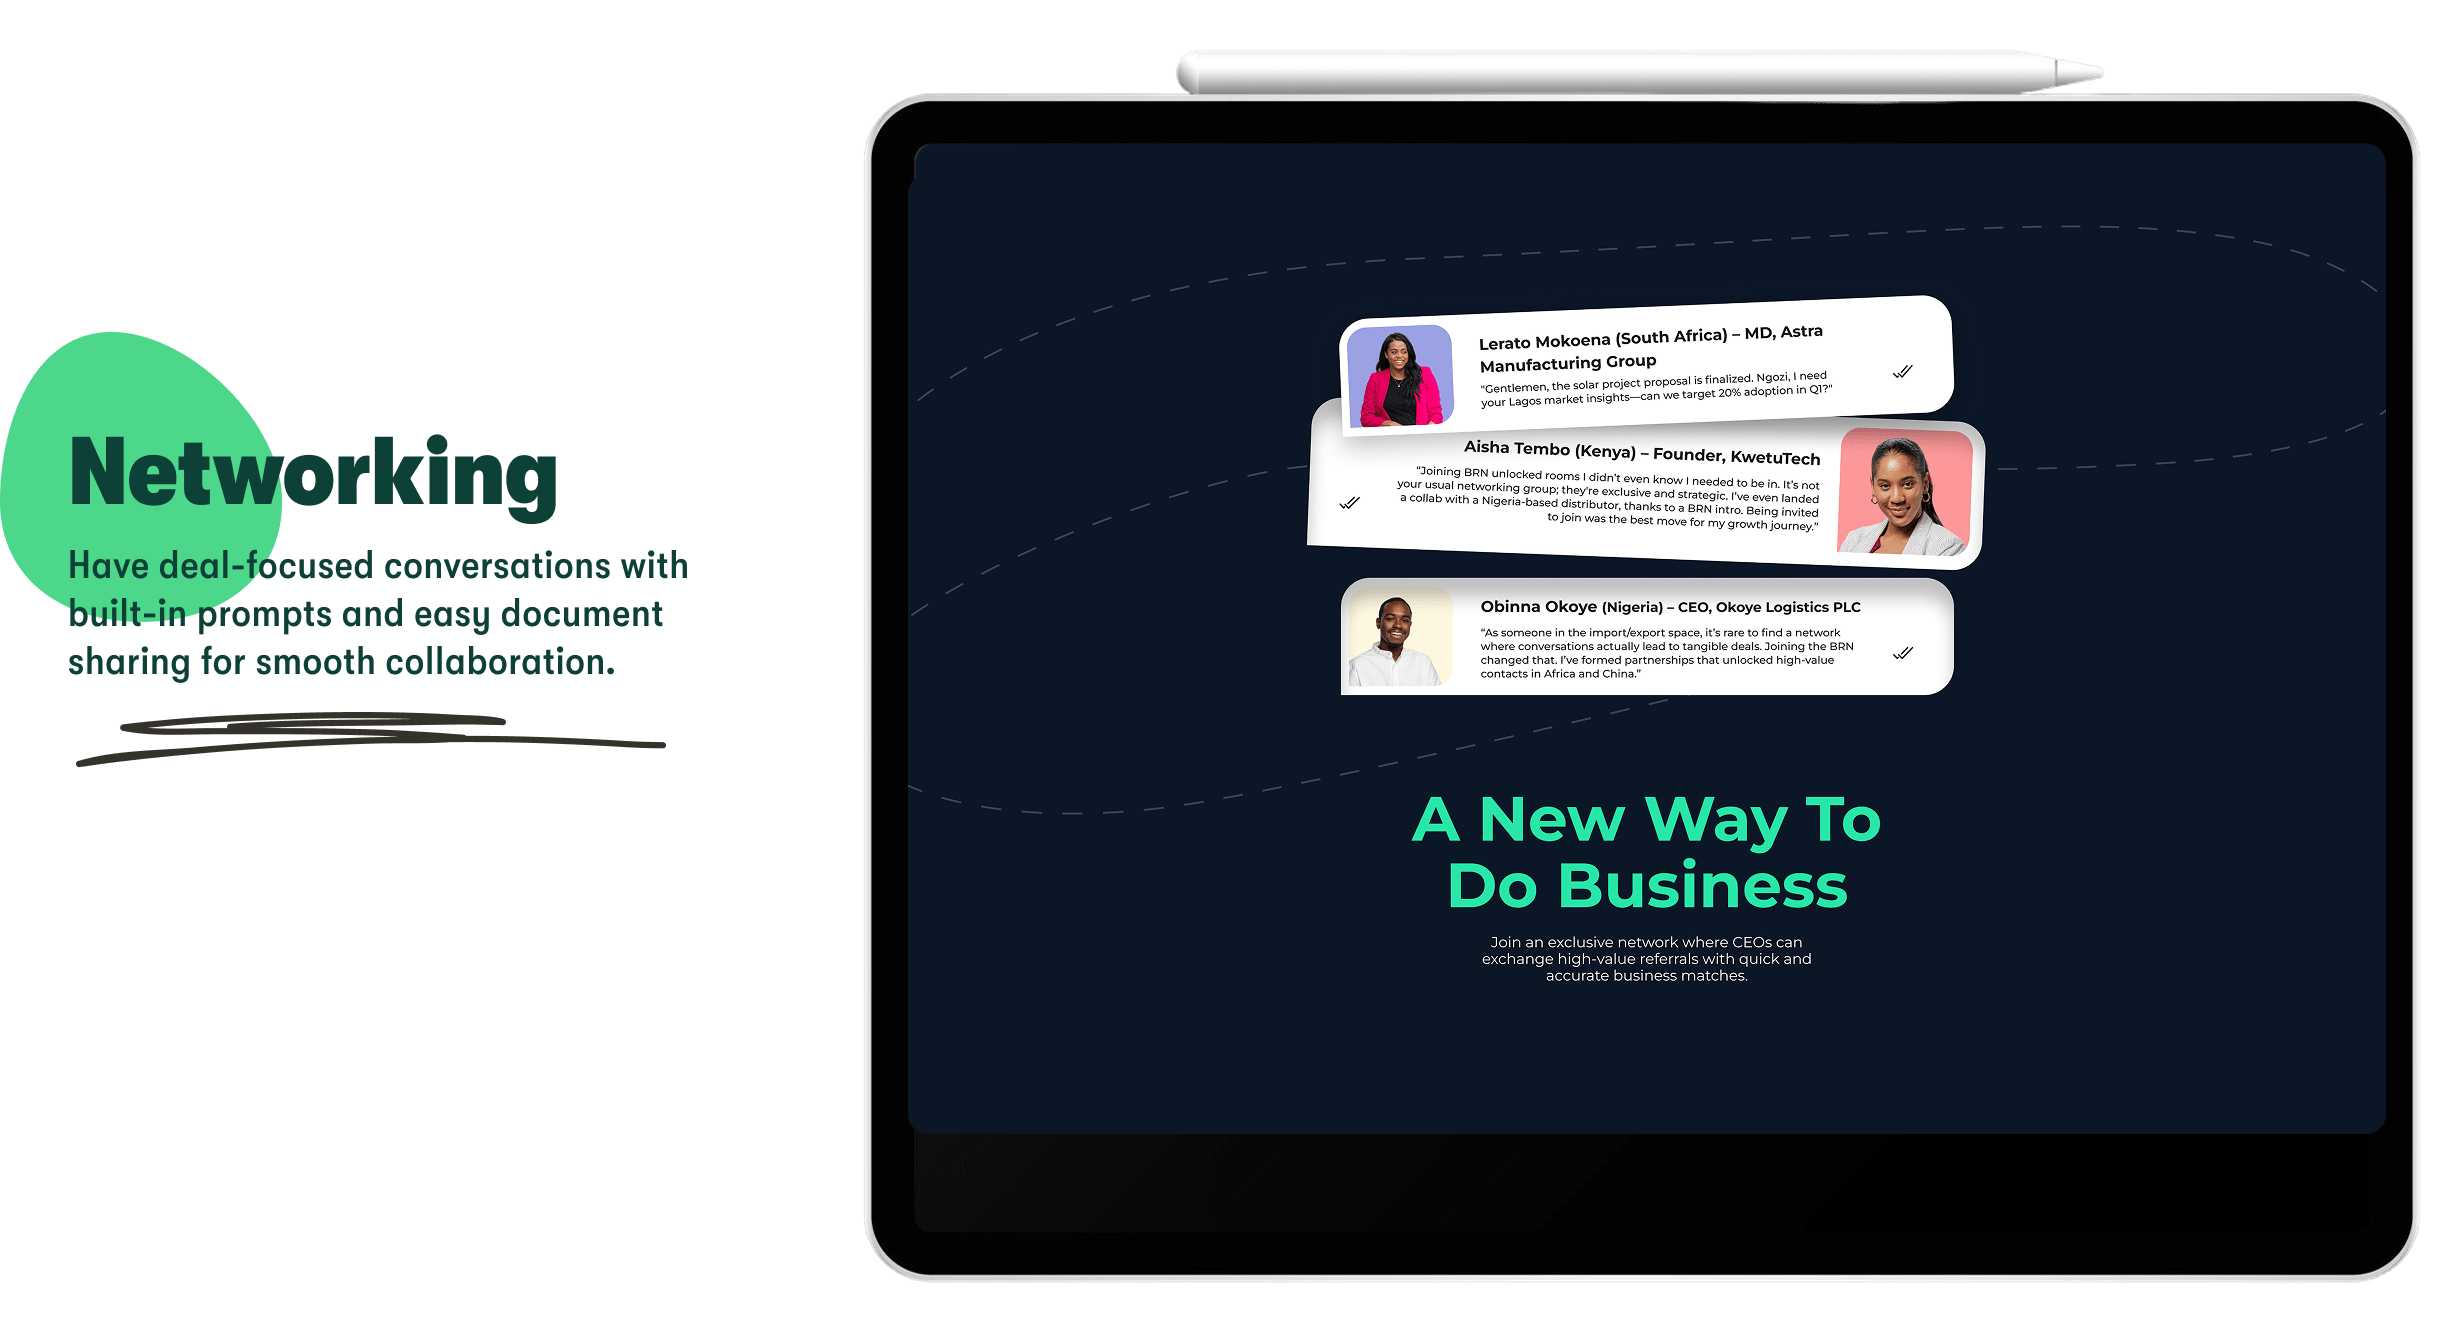 Networking
Have deal-focused conversations with
built-in prompts and easy document
sharing for smooth collaboration.
Lerato Mokoena (South Africa) – MD, Astra
Manufacturing Group
“Gentlemen, the solar project proposal is finalized. Ngozi, I need
your Lagos market insights—can we target 20% adoption in Q1?”
Aisha Tembo (Kenya) – Founder, KwetuTech
“Joining BRN unlocked rooms I didn’t even know I needed to be in. It’s not
your usual networking group; they’re exclusive and strategic. I’ve even landed
a collab with a Nigeria-based distributor, thanks to a BRN intro. Being invited
to join was the best move for my growth journey.”
Obinna Okoye (Nigeria) – CEO, Okoye Logistics PLC
“As someone in the import/export space, it’s rare to find a network
where conversations actually lead to tangible deals. Joining the BRN
changed that. I’ve formed partnerships that unlocked high-value
contacts in Africa and China.”
A New Way To
Do Business
Join an exclusive network where CEOs can
exchange high-value referrals with quick and
accurate business matches.